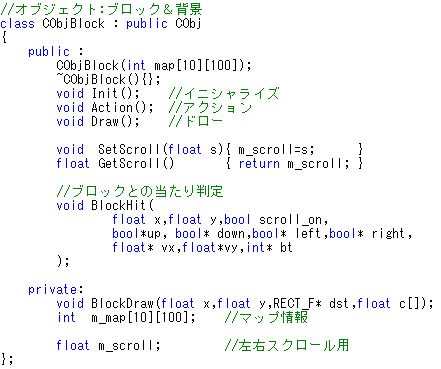 //オブジェクト:ブロック＆背景
class CObjBlock : public CObj
{
    public :
        CObjBlock(int map[10][100]);
        ~CObjBlock(){};
        void Init();    //イニシャライズ
        void Action();  //アクション
        void Draw();    //ドロー

        void  SetScroll(float s){ m_scroll=s;      }
        float GetScroll()       { return m_scroll; }

        //ブロックとの当たり判定
        void BlockHit(
                float x,float y,bool scroll_on,
                bool*up, bool* down,bool* left,bool* right,
                float* vx,float*vy,int* bt
        );

    private:
        void BlockDraw(float x,float y,RECT_F* dst,float c[]);
        int  m_map[10][100];    //マップ情報

        float m_scroll;         //左右スクロール用
};